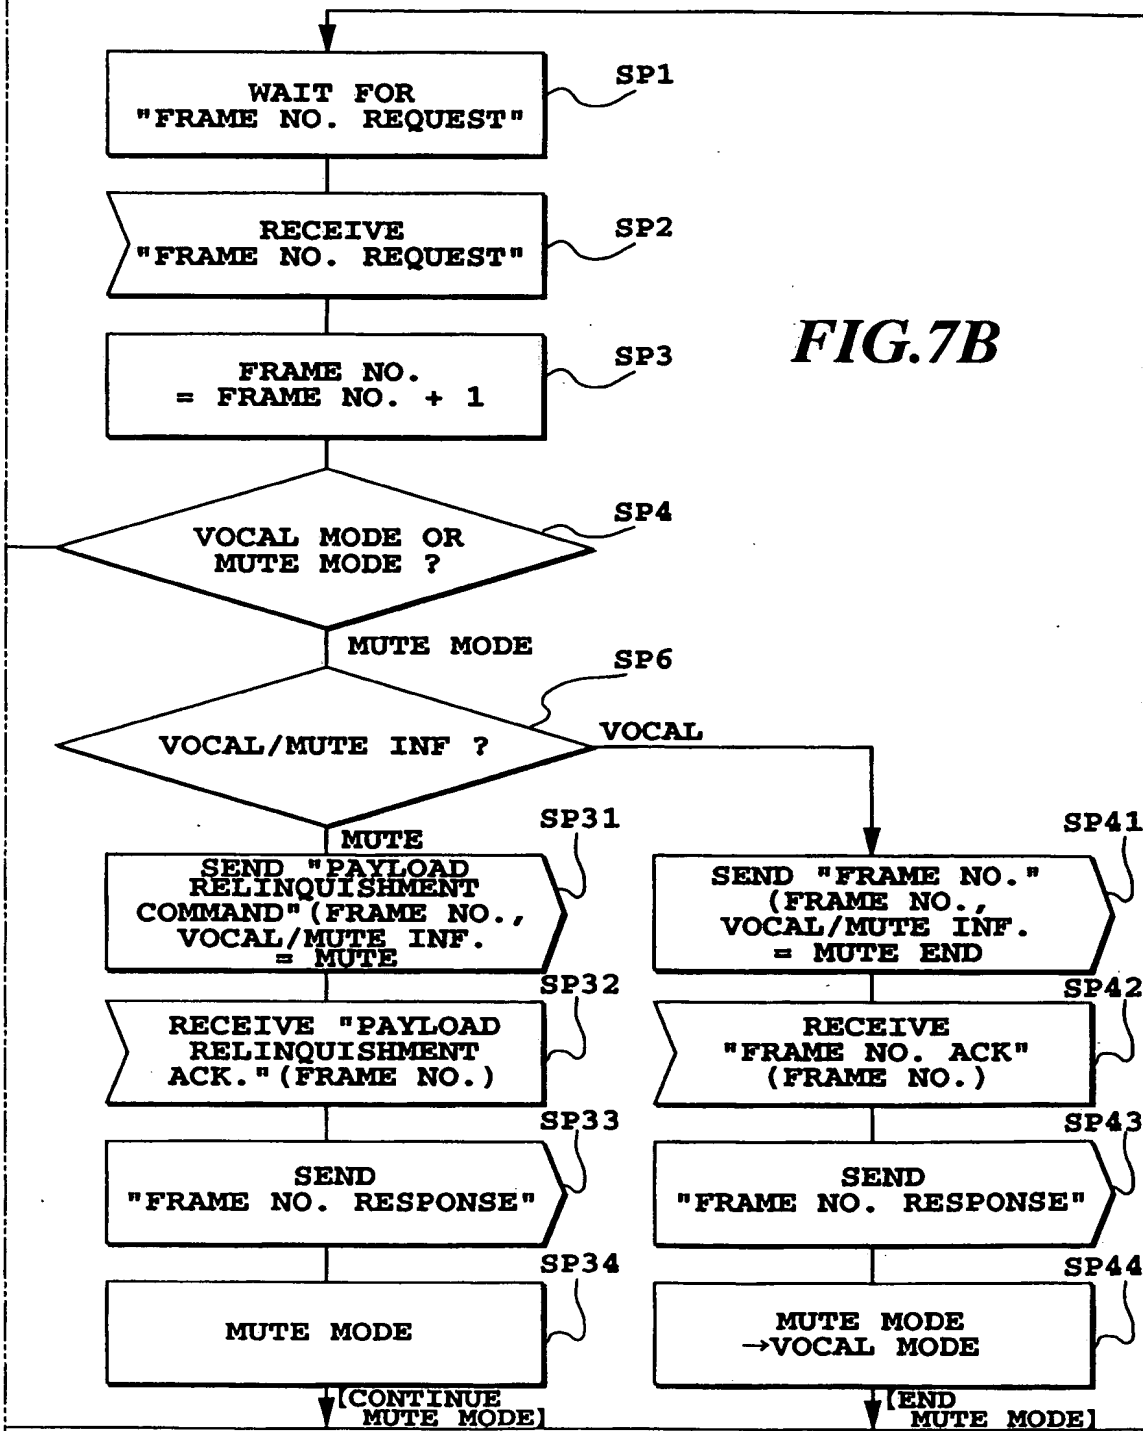 SP1
WAIT FOR
"FRAME NO. REQUEST"
SP2
RECEIVE
"FRAME NO. REQUEST"
FIG.7B
SP3
FRAME NO.
= FRAME NO. + 1
SP4
VOCAL MODE OR
MUTE MODE ?
MUTE MODE
SP6
VOCAL/MUTE INF ?
VOCAL
MUTE
SP31
SEND "PAYLOAD
RELINQUISHMENT
COMMAND"(FRAME NO.,
VOCAL/MUTE INF.
= MUTE
SP41
SEND "FRAME NO."
(FRAME NO.,
VOCAL/MUTE INF.
= MUTE END
SP32
RECEIVE "PAYLOAD
RELINQUISHMENT
ACK."(FRAME NO.)
SP42
RECEIVE
"FRAME NO. ACK"
(FRAME NO.)
SP33
SEND
"FRAME NO. RESPONSE"
SP43
SEND
"FRAME NO. RESPONSE"
SP34
MUTE MODE
SP44
MUTE MODE
→VOCAL MODE
[CONTINUE
MUTE MODE]
[END
MUTE MODE]